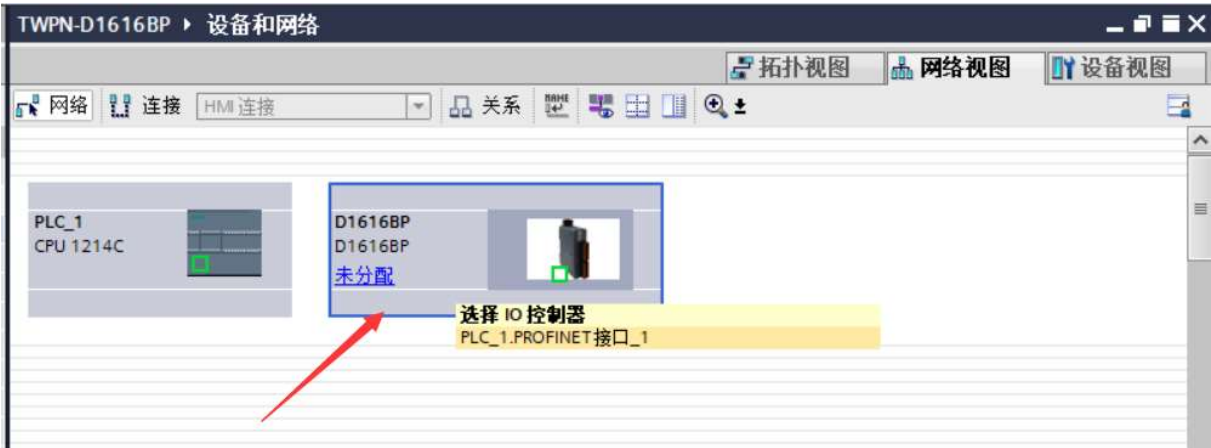 TWPN-D1616BP ▸ 设备和网络
拓扑视图 网络视图 设备视图
网络 连接 HMI 连接 关系
PLC_1
CPU 1214C
D1616BP
D1616BP
未分配
选择 IO 控制器
PLC_1.PROFINET接口_1